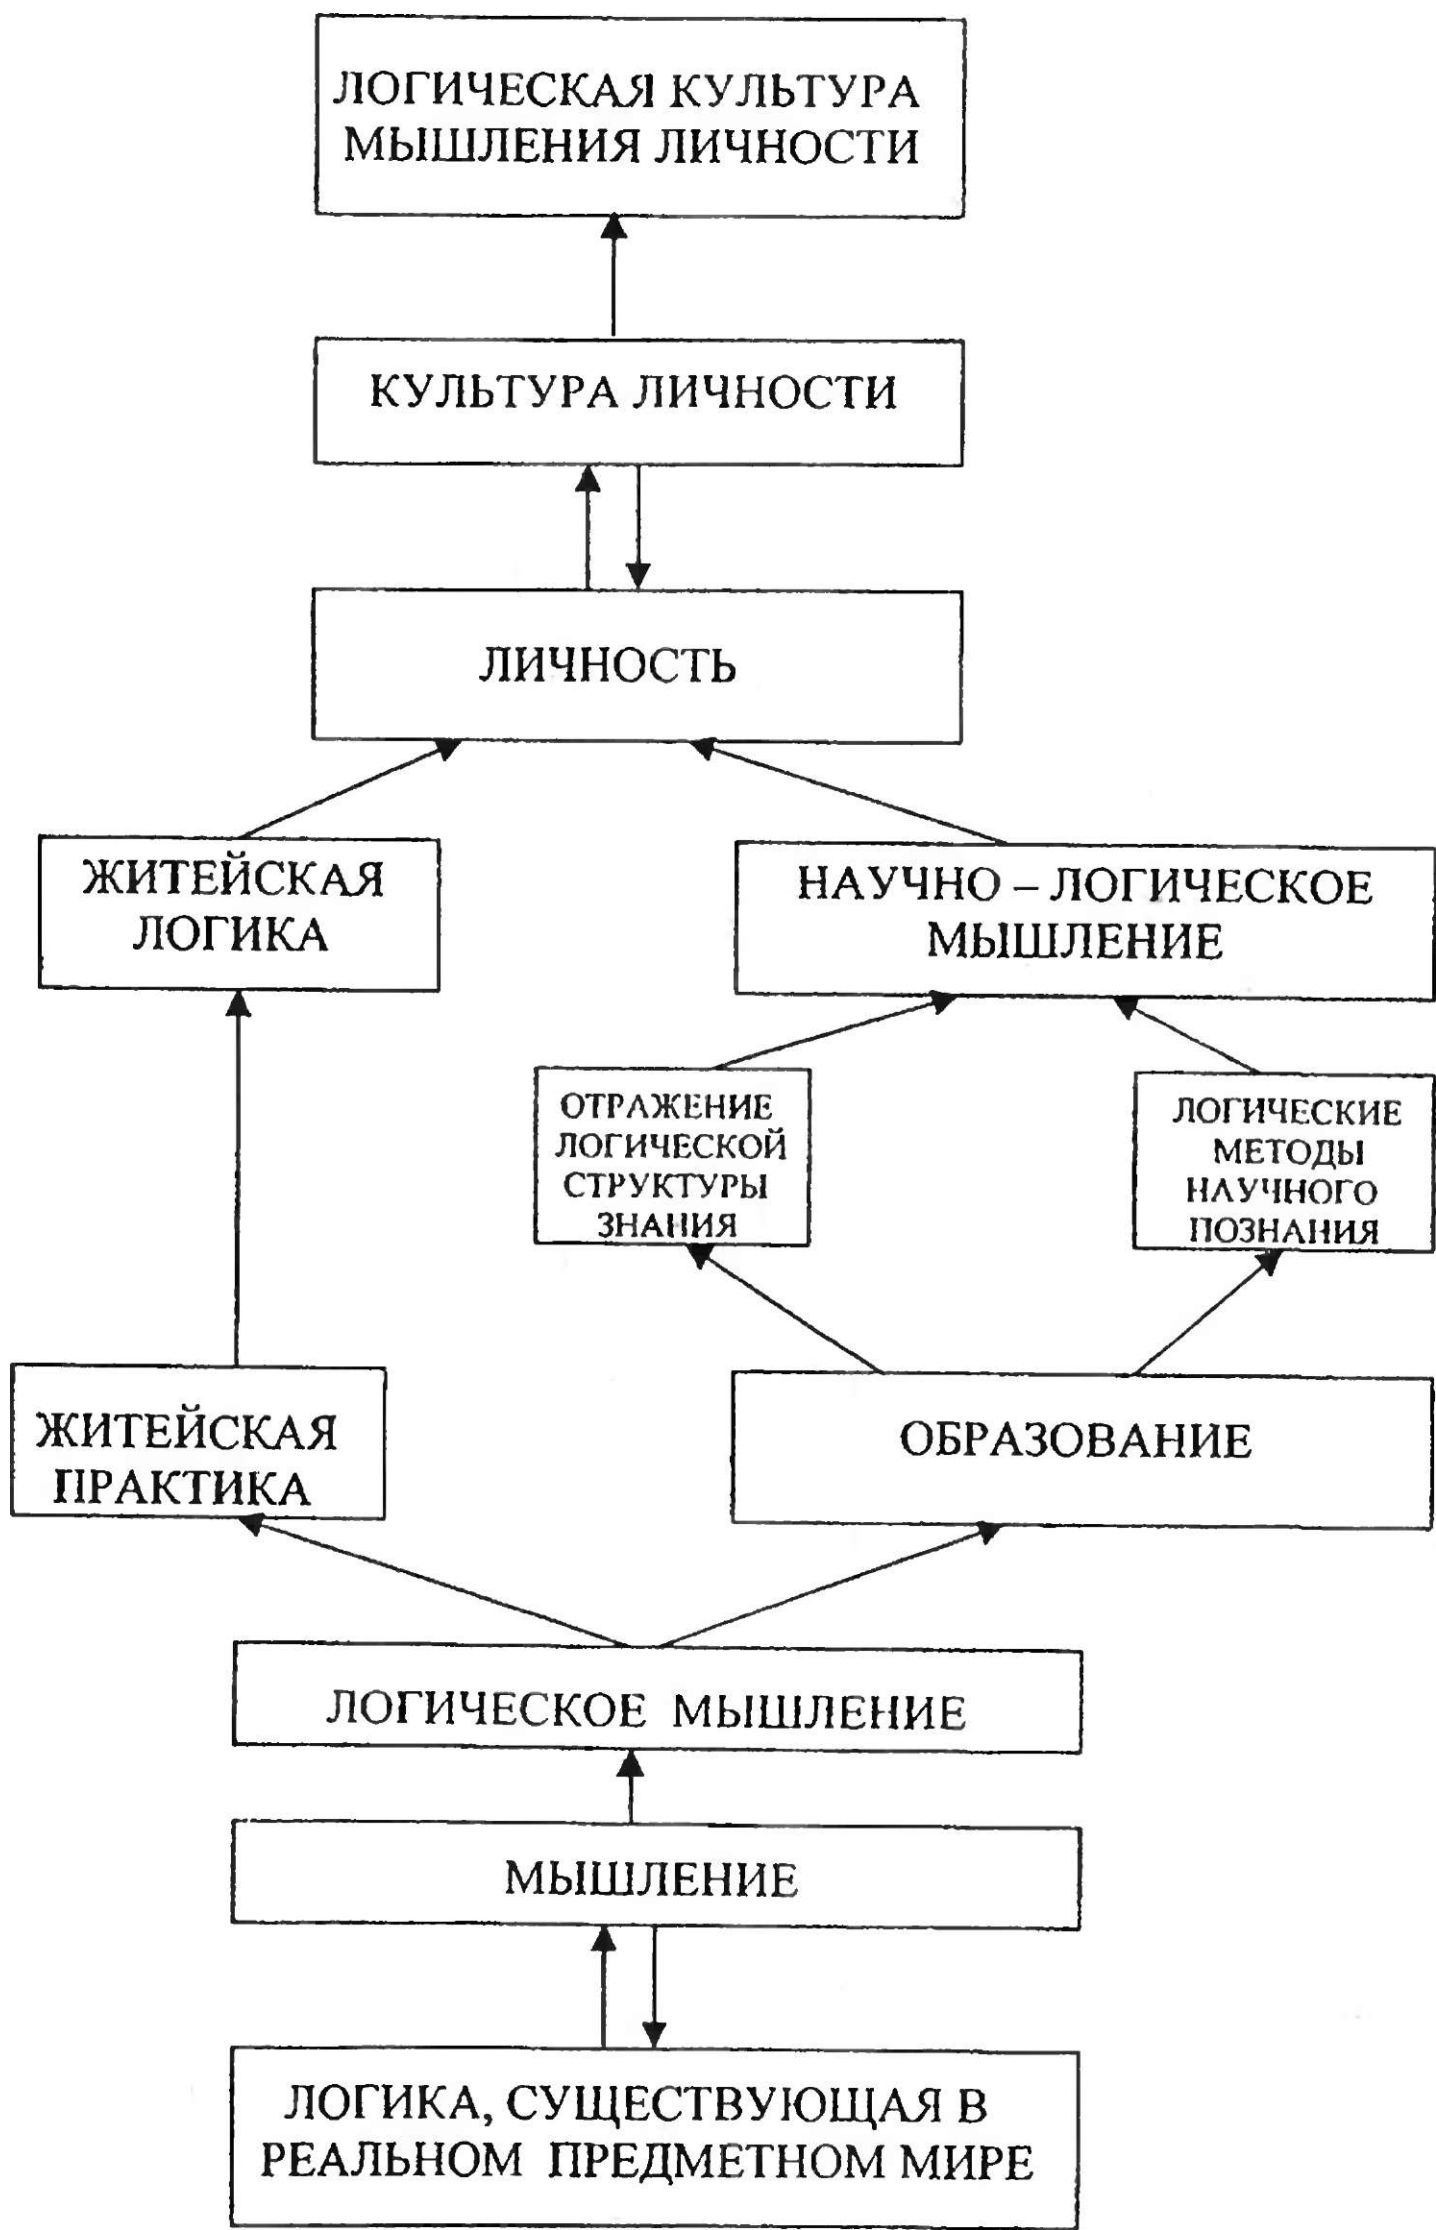 ЛОГИЧЕСКАЯ КУЛЬТУРА
МЫШЛЕНИЯ ЛИЧНОСТИ
КУЛЬТУРА ЛИЧНОСТИ
ЛИЧНОСТЬ
ЖИТЕЙСКАЯ
ЛОГИКА
НАУЧНО – ЛОГИЧЕСКОЕ
МЫШЛЕНИЕ
ОТРАЖЕНИЕ
ЛОГИЧЕСКОЙ
СТРУКТУРЫ
ЗНАНИЯ
ЛОГИЧЕСКИЕ
МЕТОДЫ
НАУЧНОГО
ПОЗНАНИЯ
ЖИТЕЙСКАЯ
ПРАКТИКА
ОБРАЗОВАНИЕ
ЛОГИЧЕСКОЕ МЫШЛЕНИЕ
МЫШЛЕНИЕ
ЛОГИКА, СУЩЕСТВУЮЩАЯ В
РЕАЛЬНОМ ПРЕДМЕТНОМ МИРЕ